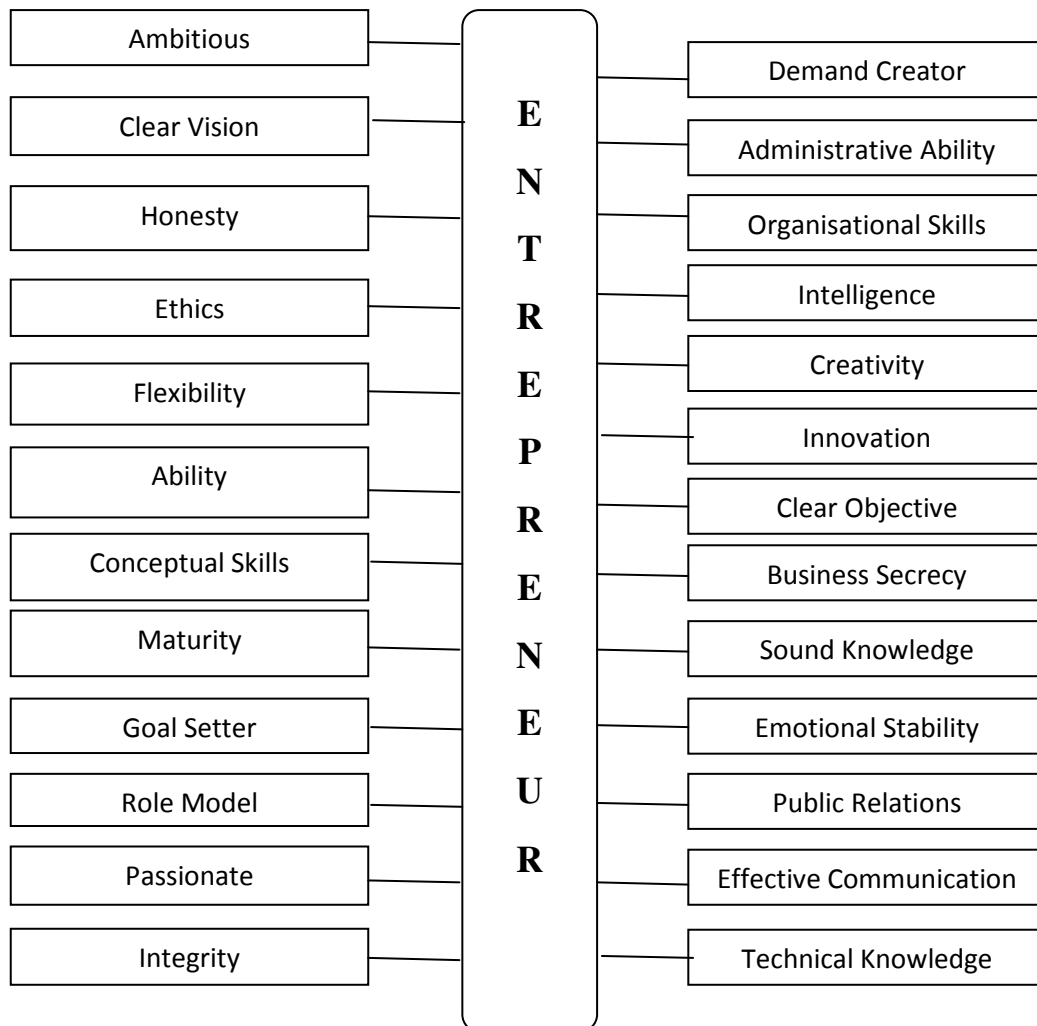 Ambitious
Clear Vision
Honesty
Ethics
Flexibility
Ability
Conceptual Skills
Maturity
Goal Setter
Role Model
Passionate
Integrity
E
N
T
R
E
P
R
E
N
E
U
R
Demand Creator
Administrative Ability
Organisational Skills
Intelligence
Creativity
Innovation
Clear Objective
Business Secrecy
Sound Knowledge
Emotional Stability
Public Relations
Effective Communication
Technical Knowledge